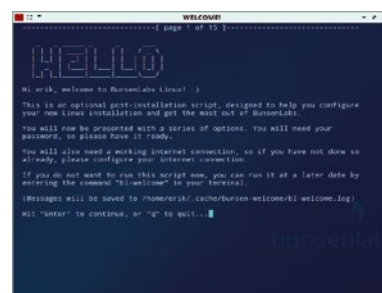 WELCOME!
[ page 1 of 15 ]
HELLO
Hi erik, welcome to BunsenLabs Linux! :)
This is an optional post-installation script, designed to help you configure
your new Linux installation and get the most out of BunsenLabs.
You will now be presented with a series of options. You will need your
password, so please have it ready.
You will also need a working internet connection, so if you have not done so
already, please configure your internet connection.
If you do not want to run this script now, you can run it at a later date by
entering the command "bl-welcome" in your terminal.
(Messages will be saved to /home/erik/.cache/bunsen-welcome/bl-welcome.log)
Hit "Enter" to continue, or "q" to quit...
bunsenlab